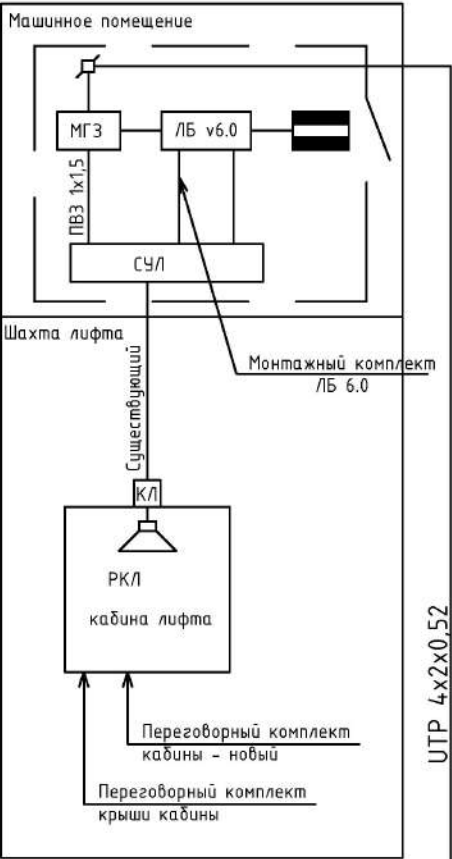 Машинное помещение
МГЗ
ЛБ v6.0
ПВЗ 1х1,5
СУЛ
Шахта лифта
Монтажный комплект
ЛБ 6.0
Существующий
КЛ
РКЛ
кабина лифта
UTP 4х2х0,52
Переговорный комплект
кабины - новый
Переговорный комплект
крыши кабины